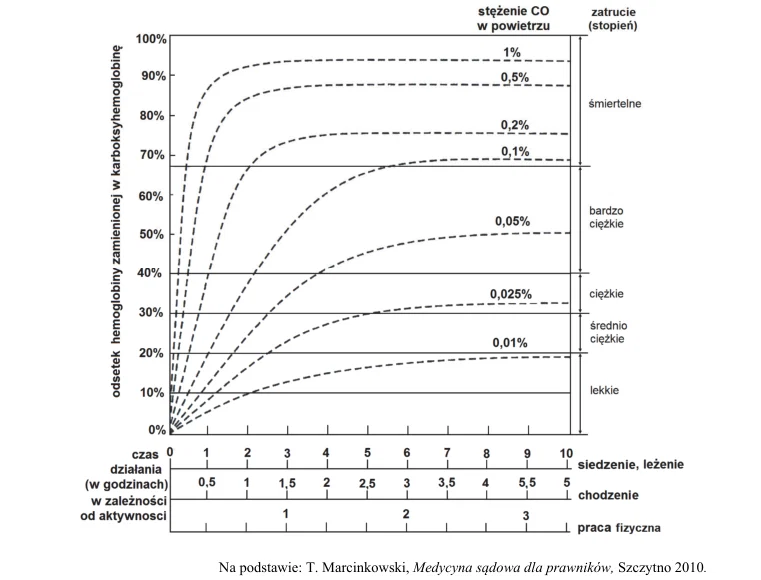 stężenie CO
w powietrzu
zatrucie
(stopień)
odsetek hemoglobiny zamienionej w karboksyhemoglobinę
100%
90%
80%
70%
60%
50%
40%
30%
20%
10%
0%
1%
0,5%
0,2%
0,1%
0,05%
0,025%
0,01%
śmiertelne
bardzo
ciężkie
ciężkie
średnio
ciężkie
lekkie
czas
działania
(w godzinach)
w zależności
od aktywnosci
0 1 2 3 4 5 6 7 8 9 10
siedzenie, leżenie
0,5 1 1,5 2 2,5 3 3,5 4 5,5 5
chodzenie
1 2 3
praca fizyczna
Na podstawie: T. Marcinkowski, Medycyna sądowa dla prawników, Szczytno 2010.